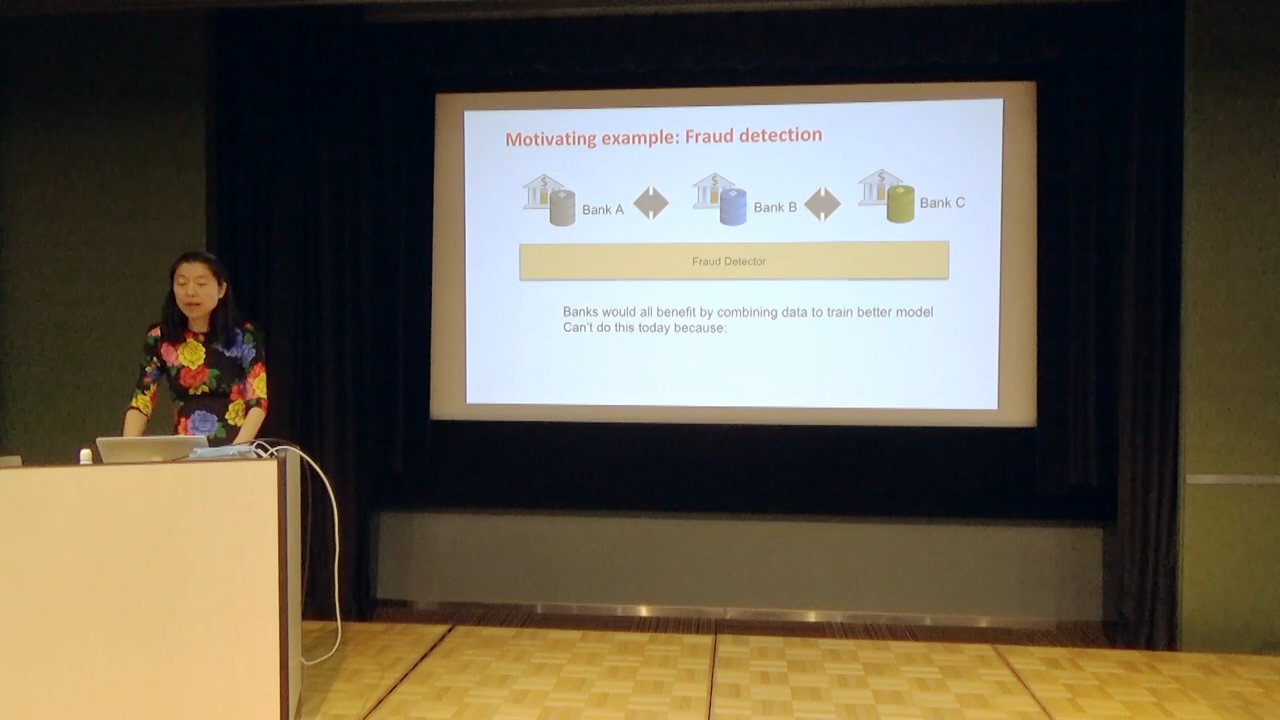 Motivating example: Fraud detection
Bank A
Bank B
Bank C
Fraud Detector
Banks would all benefit by combining data to train better model
Can't do this today because: